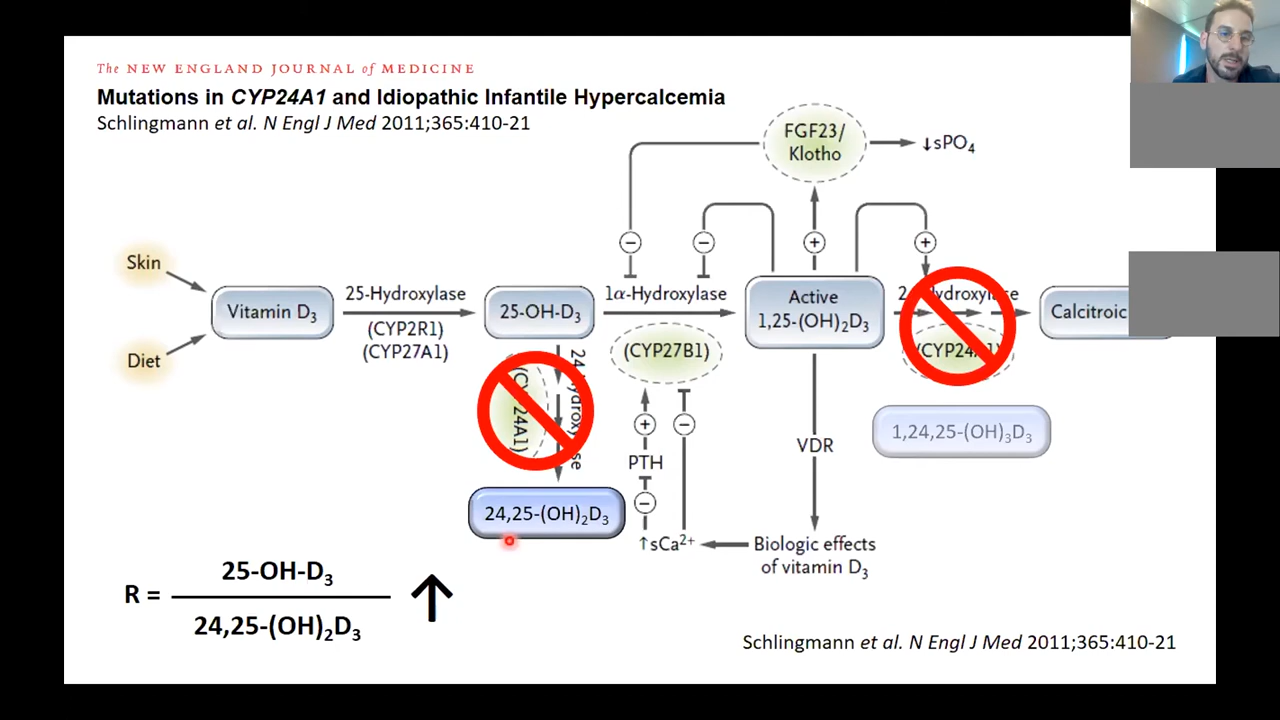 The NEW ENGLAND JOURNAL of MEDICINE
Mutations in CYP24A1 and Idiopathic Infantile Hypercalcemia
Schlingmann et al. N Engl J Med 2011;365:410-21
FGF23/
Klotho
↓sPO₄
−
−
+
+
Skin
Diet
Vitamin D₃
25-Hydroxylase
(CYP2R1)
(CYP27A1)
25-OH-D₃
1α-Hydroxylase
(CYP27B1)
Active
1,25-(OH)₂D₃
(CYP24A1)
Calcitroic
24-Hydroxylase
(CYP24A1)
24,25-(OH)₂D₃
1,24,25-(OH)₃D₃
+
−
PTH
−
↑sCa²⁺
VDR
Biologic effects
of vitamin D₃
R =
25-OH-D₃
24,25-(OH)₂D₃
↑
Schlingmann et al. N Engl J Med 2011;365:410-21